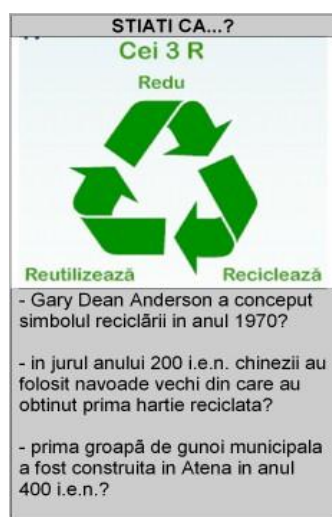 STIATI CA...?
Cei 3 R
Redu
Reutilizează
Reciclează
- Gary Dean Anderson a conceput
simbolul reciclãrii in anul 1970?
- in jurul anului 200 i.e.n. chinezii au
folosit navoade vechi din care au
obtinut prima hartie reciclata?
- prima groapã de gunoi municipala
a fost construita in Atena in anul
400 i.e.n.?